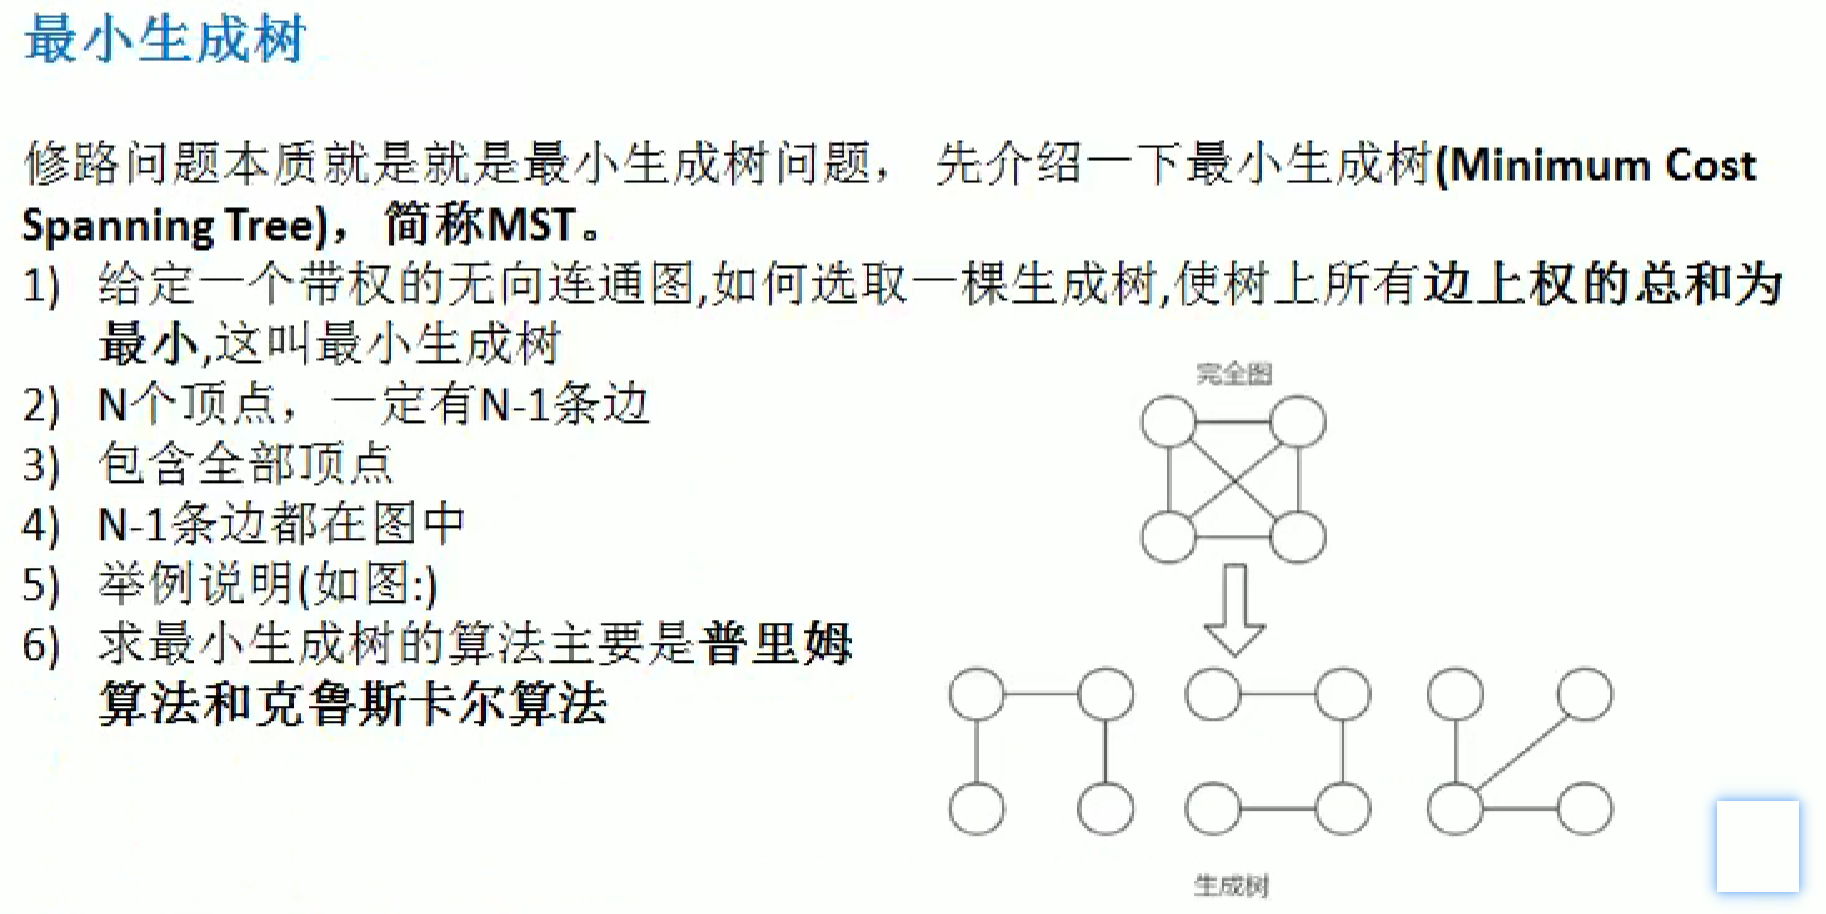 最小生成树
修路问题本质就是就是最小生成树问题， 先介绍一下最小生成树(Minimum Cost
Spanning Tree)，简称MST。
1) 给定一个带权的无向连通图,如何选取一棵生成树,使树上所有边上权的总和为
最小,这叫最小生成树
2) N个顶点，一定有N-1条边
3) 包含全部顶点
4) N-1条边都在图中
5) 举例说明(如图:)
6) 求最小生成树的算法主要是普里姆
算法和克鲁斯卡尔算法
完全图
生成树